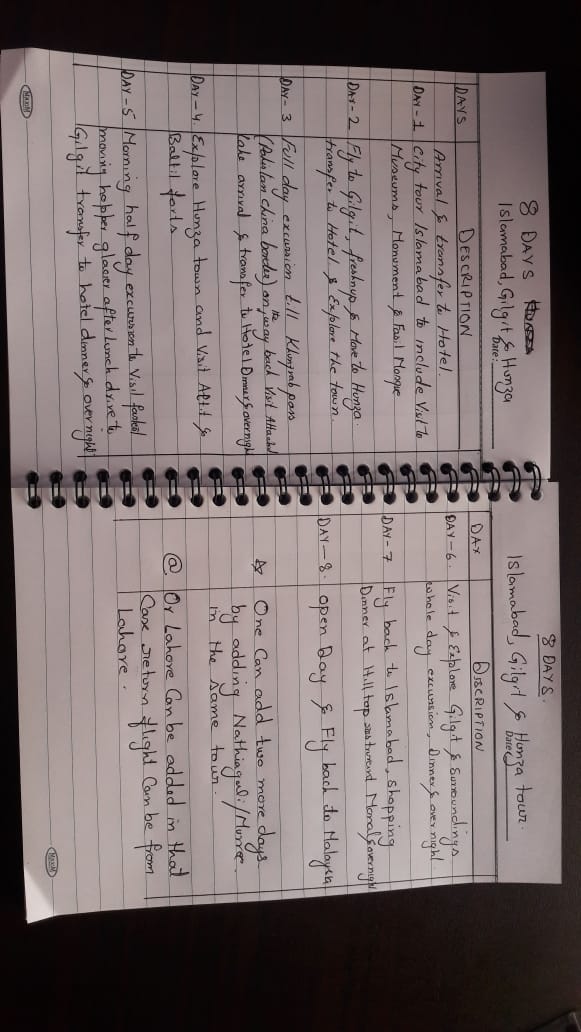 8 DAYS
Islamabad, Gilgit & Hunza
Date:
DAYS DESCRIPTION
Arrival & transfer to Hotel.
DAY-1 City tour Islamabad to include Visit to
Museums, Monument & Fasil Mosque
DAY-2 Fly to Gilgit, freshup & Move to Hunza.
transfer to Hotel & Explore the town.
DAY-3 Full day excursion till Khunjrab pass
(Pakistan china border) on the way back Visit Attabad
Lake arrival & transfer to Hotel Dinner & overnight
DAY-4. Explore Hunza town and Visit Altit &
Baltit forts
DAY-5 Morning half day excursion to Visit fastest
moving hopper glacier after Lunch drive to
Gilgit transfer to hotel dinner & overnight
MaxiM
8 DAYS.
Islamabad, Gilgit & Hunza tour.
Date:
DAY DISCRIPTION
DAY-6. Visit & Explore Gilgit & Surroundings
whole day excursion, Dinner & overnight.
DAY-7 Fly back to Islamabad, shopping
Dinner at Hill top restaurant Monal & overnight
DAY-8. open Day & Fly back to Malaysia
One Can add two more days
by adding Nathiagali/Murree.
in the same tour.
@ Or Lahore Can be added in that
Case return flight Can be from
Lahore.
MaxiM